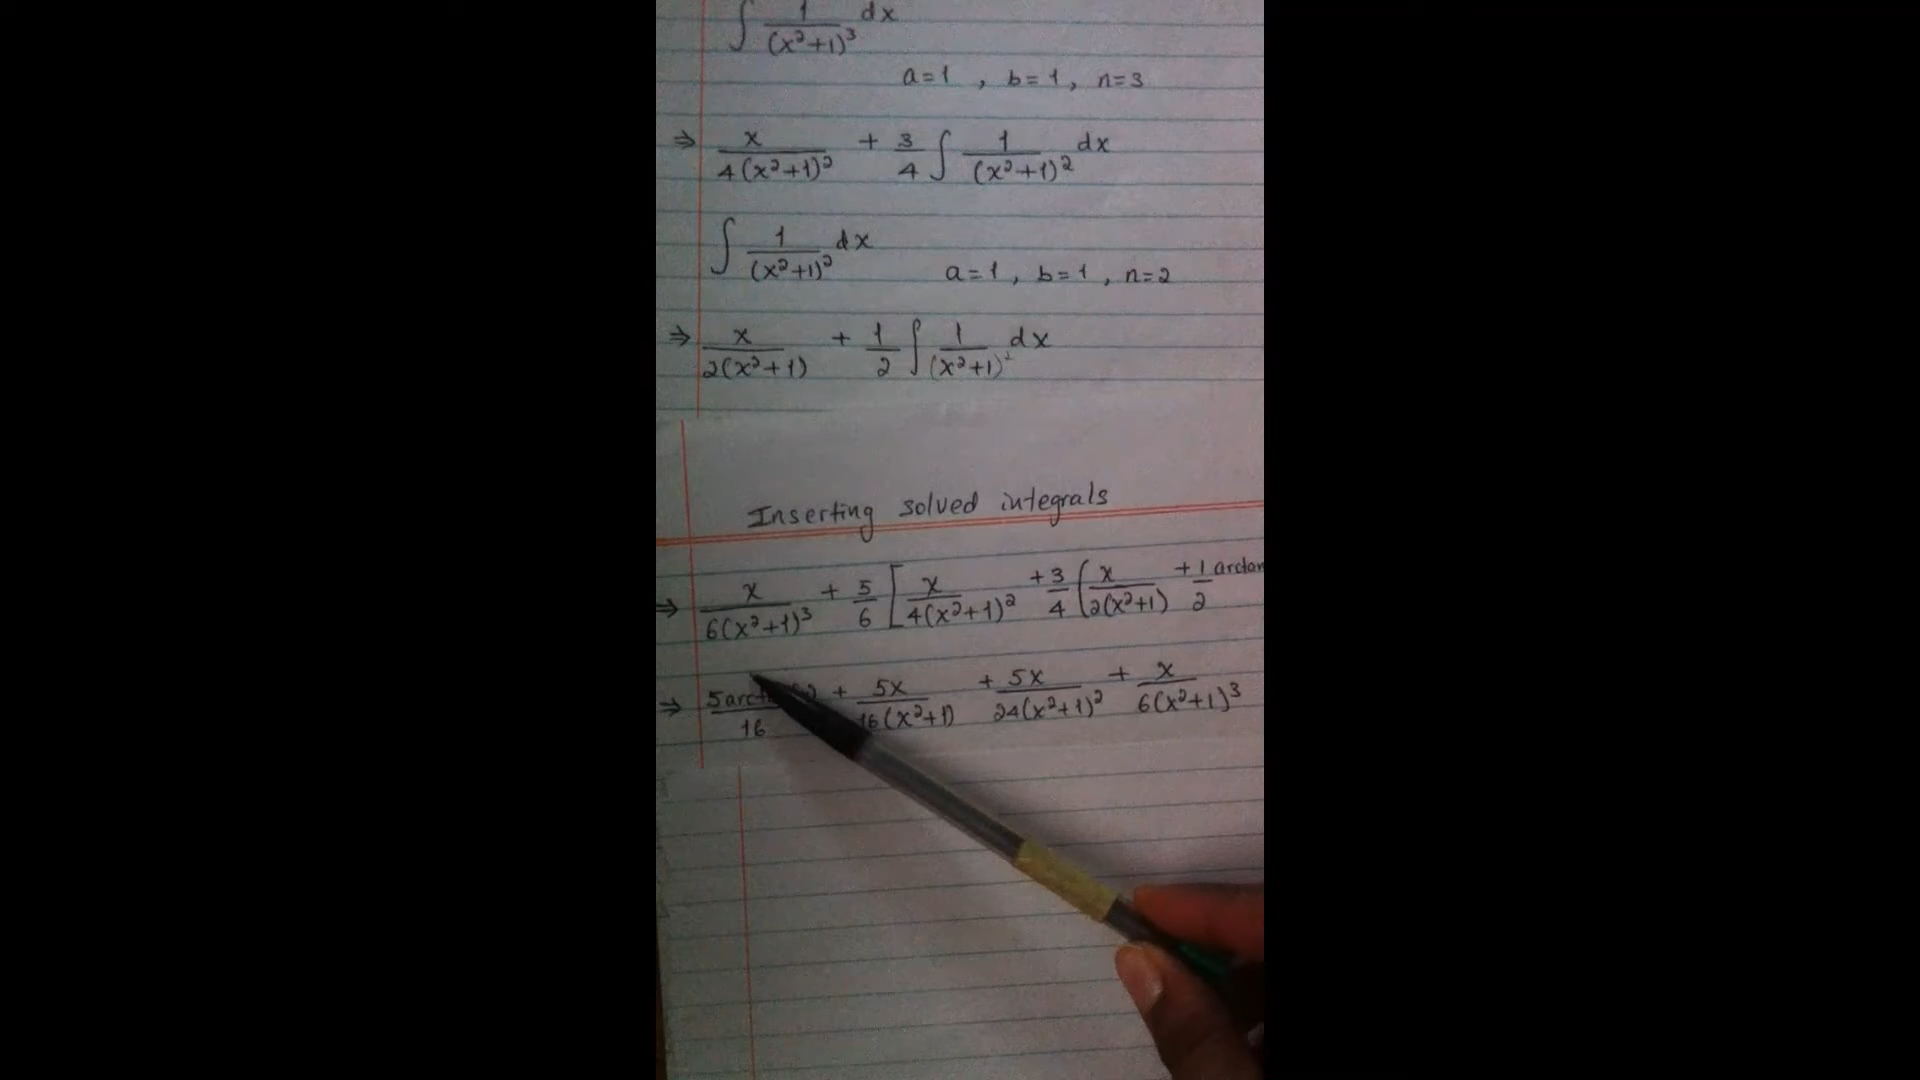 ∫ 1/(x²+1)³ dx
a=1 , b=1, n=3
⇒ x/4(x²+1)² + 3/4 ∫ 1/(x²+1)² dx
∫ 1/(x²+1)² dx
a=1, b=1, n=2
⇒ x/2(x²+1) + 1/2 ∫ 1/(x²+1)¹ dx
Inserting solved integrals
⇒ x/6(x²+1)³ + 5/6 [ x/4(x²+1)² + 3/4 ( x/2(x²+1) + 1/2 arctan
⇒ 5 /16 + 5x/16(x²+1) + 5x/24(x²+1)² + x/6(x²+1)³